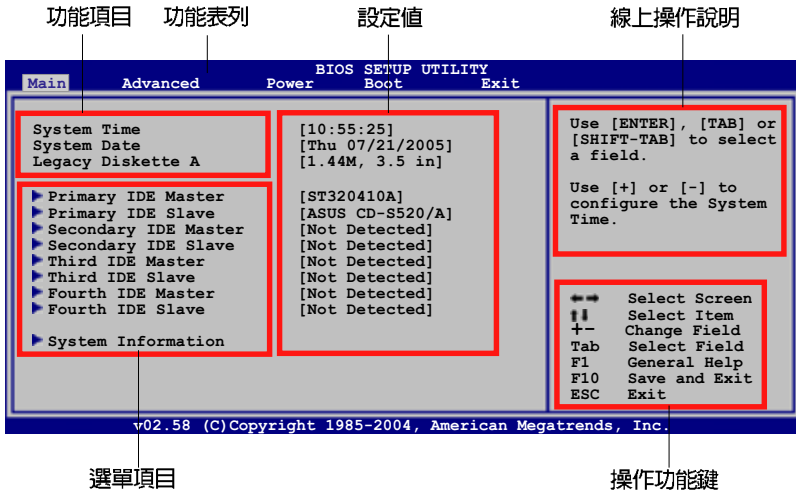 功能項目 功能表列 設定值 線上操作說明
BIOS SETUP UTILITY
Main Advanced Power Boot Exit
System Time [10:55:25]
System Date [Thu 07/21/2005]
Legacy Diskette A [1.44M, 3.5 in]
Primary IDE Master [ST320410A]
Primary IDE Slave [ASUS CD-S520/A]
Secondary IDE Master [Not Detected]
Secondary IDE Slave [Not Detected]
Third IDE Master [Not Detected]
Third IDE Slave [Not Detected]
Fourth IDE Master [Not Detected]
Fourth IDE Slave [Not Detected]
System Information
Use [ENTER], [TAB] or
[SHIFT-TAB] to select
a field.
Use [+] or [-] to
configure the System
Time.
←→ Select Screen
↑↓ Select Item
+- Change Field
Tab Select Field
F1 General Help
F10 Save and Exit
ESC Exit
v02.58 (C)Copyright 1985-2004, American Megatrends, Inc.
選單項目 操作功能鍵